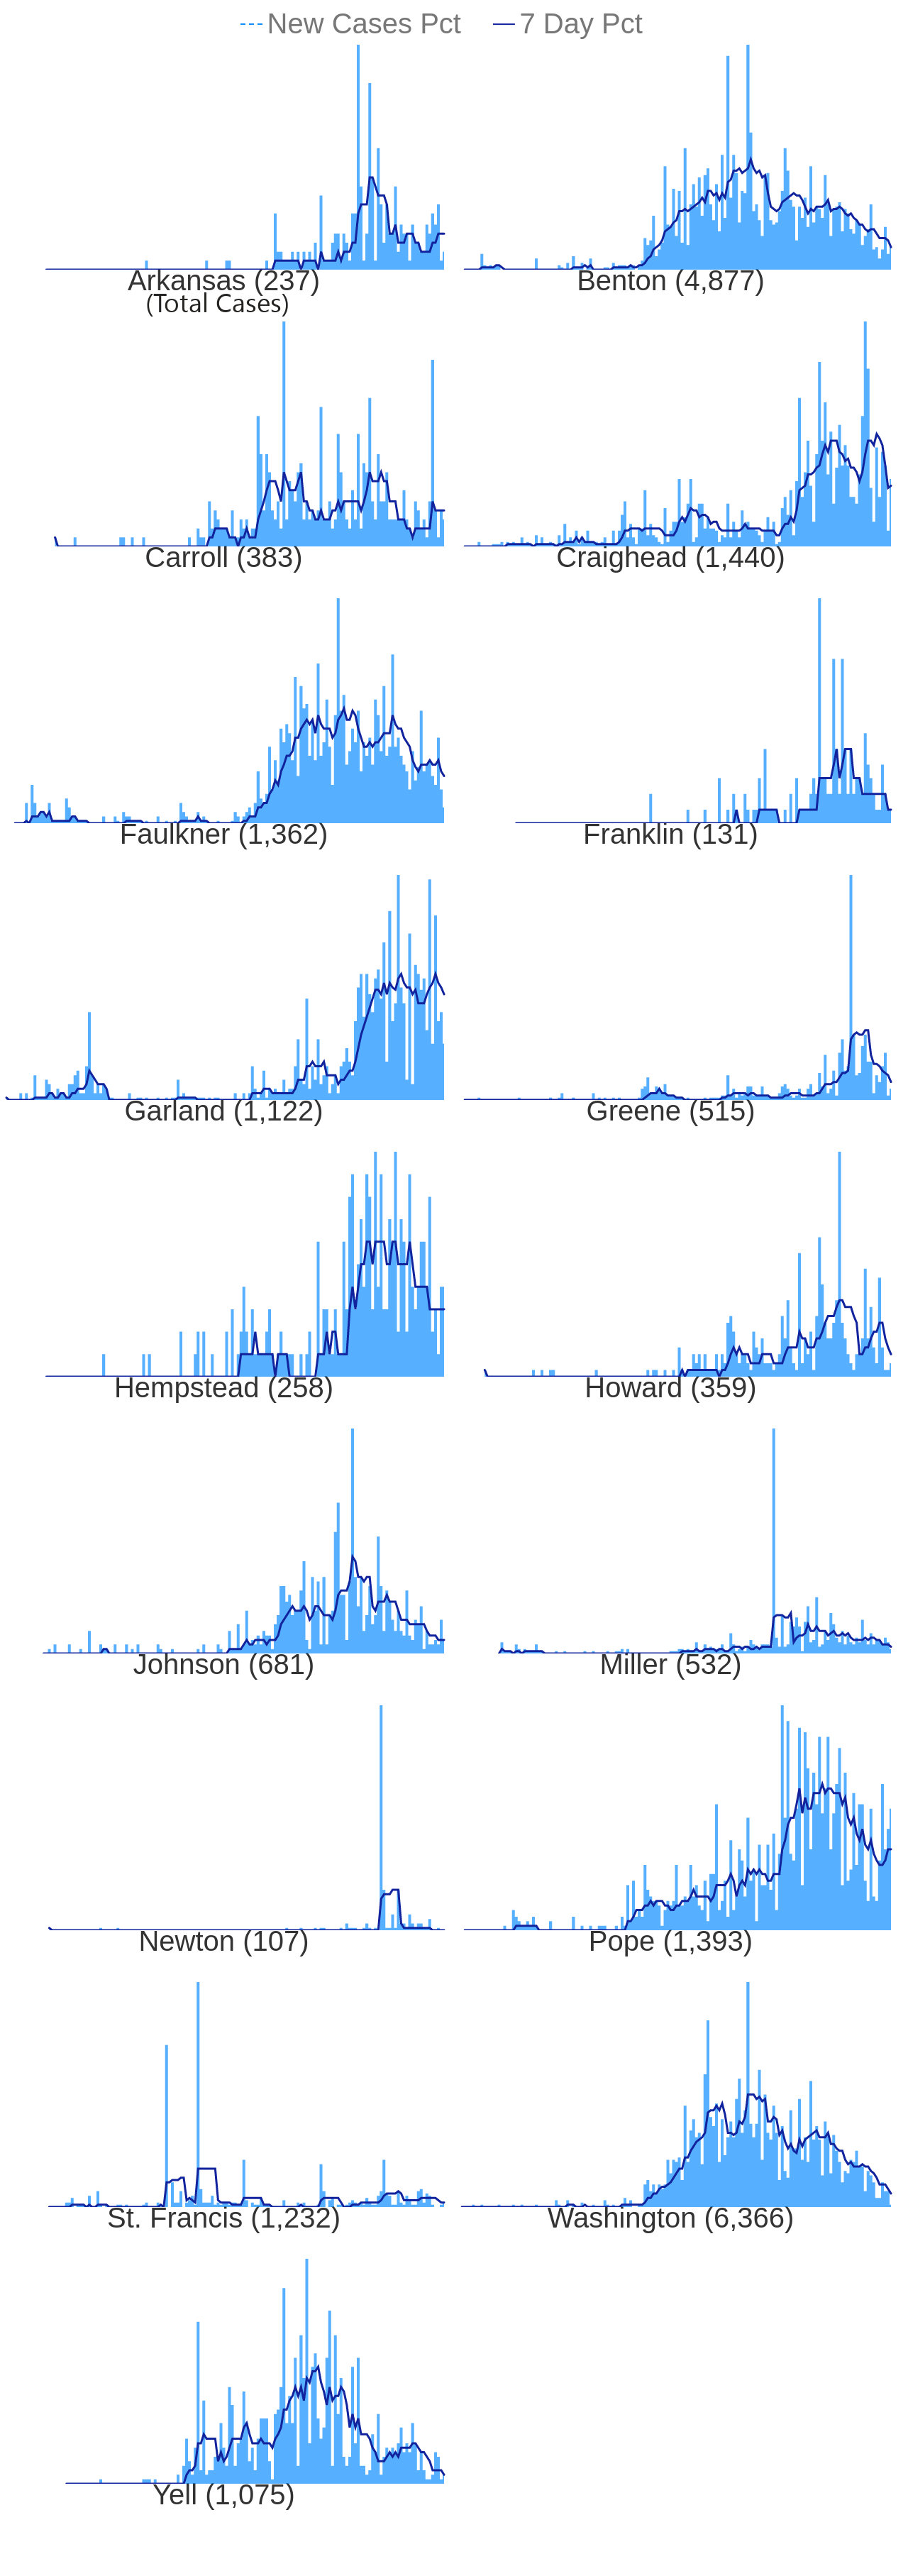 New Cases Pct 7 Day Pct
Arkansas (237) Benton (4,877)
(Total Cases)
Carroll (383) Craighead (1,440)
Faulkner (1,362) Franklin (131)
Garland (1,122) Greene (515)
Hempstead (258) Howard (359)
Johnson (681) Miller (532)
Newton (107) Pope (1,393)
St. Francis (1,232) Washington (6,366)
Yell (1,075)